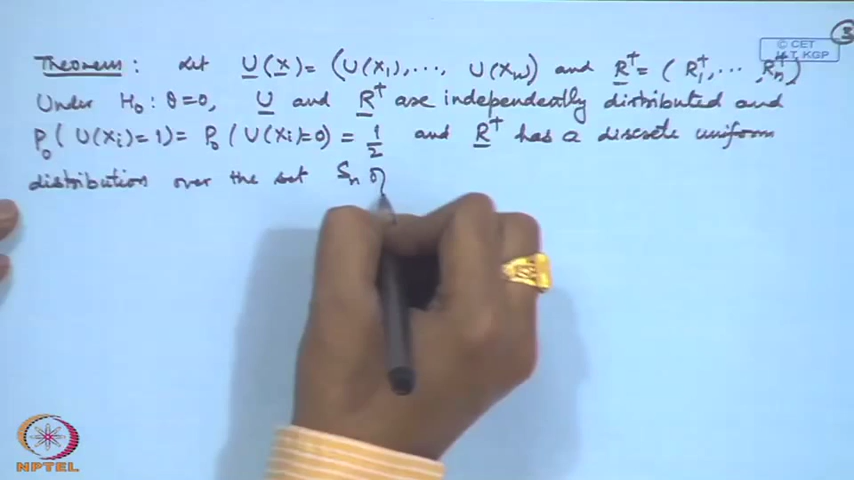 3
© CET
I.I.T. KGP
Theorem : Let U(x) = (U(X₁), ..., U(Xₙ)) and R⁺ = (R₁⁺, ... , Rₙ⁺)
Under H₀ : θ=0, U and R⁺ are independently distributed and
P₀(U(Xi)=1) = P₀(U(Xi)=0) = 1/2 and R⁺ has a discrete uniform
distribution over the set Sₙ of
NPTEL